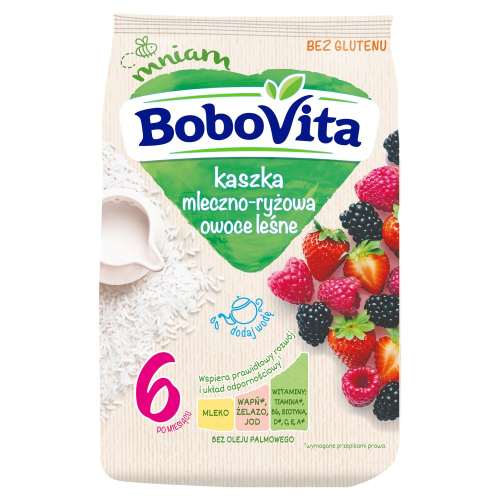 mniam
BEZ GLUTENU
BoboVita
kaszka
mleczno-ryżowa
owoce leśne
dodaj wodę
6
PO MIESIĄCU
Wspiera prawidłowy rozwój
i układ odpornościowy¹
MLEKO
WAPŃ*,
ŻELAZO,
JOD
WITAMINY:
TIAMINA*,
B6, BIOTYNA,
D*, C, E, A*
BEZ OLEJU PALMOWEGO
*wymagane przepisami prawa